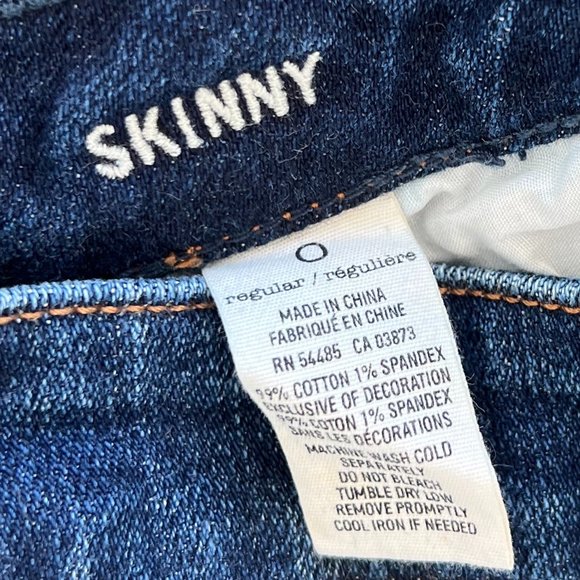 SKINNY
0
regular / régulière
MADE IN CHINA
FABRIQUÉ EN CHINE
RN 54485 CA 03873
99% COTTON 1% SPANDEX
EXCLUSIVE OF DECORATION
99% COTON 1% SPANDEX
SANS LES DÉCORATIONS
MACHINE WASH COLD
SEPARATELY
DO NOT BLEACH
TUMBLE DRY LOW
REMOVE PROMPTLY
COOL IRON IF NEEDED